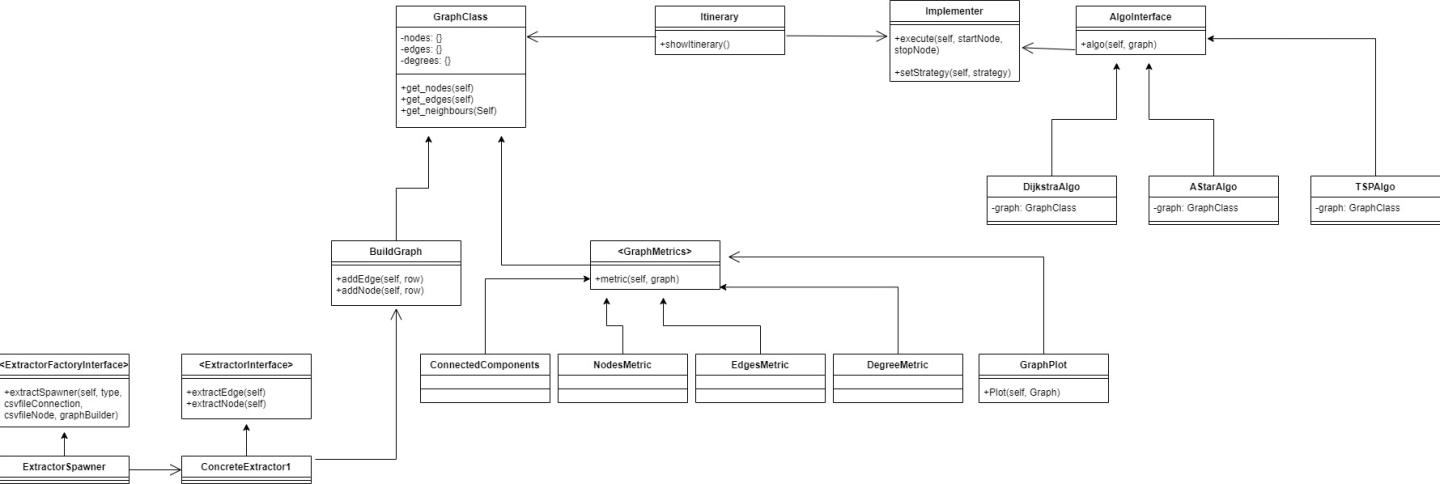 GraphClass
-nodes: {}
-edges: {}
-degrees: {}
+get_nodes(self)
+get_edges(self)
+get_neighbours(Self)
Itinerary
+showItinerary()
Implementer
+execute(self, startNode,
stopNode)
+setStrategy(self, strategy)
AlgoInterface
+algo(self, graph)
DijkstraAlgo
-graph: GraphClass
AStarAlgo
-graph: GraphClass
TSPAlgo
-graph: GraphClass
BuildGraph
+addEdge(self, row)
+addNode(self, row)
<GraphMetrics>
+metric(self, graph)
<ExtractorFactoryInterface>
+extractSpawner(self, type,
csvfileConnection,
csvfileNode, graphBuilder)
<ExtractorInterface>
+extractEdge(self)
+extractNode(self)
ConnectedComponents
NodesMetric
EdgesMetric
DegreeMetric
GraphPlot
+Plot(self, Graph)
ExtractorSpawner
ConcreteExtractor1